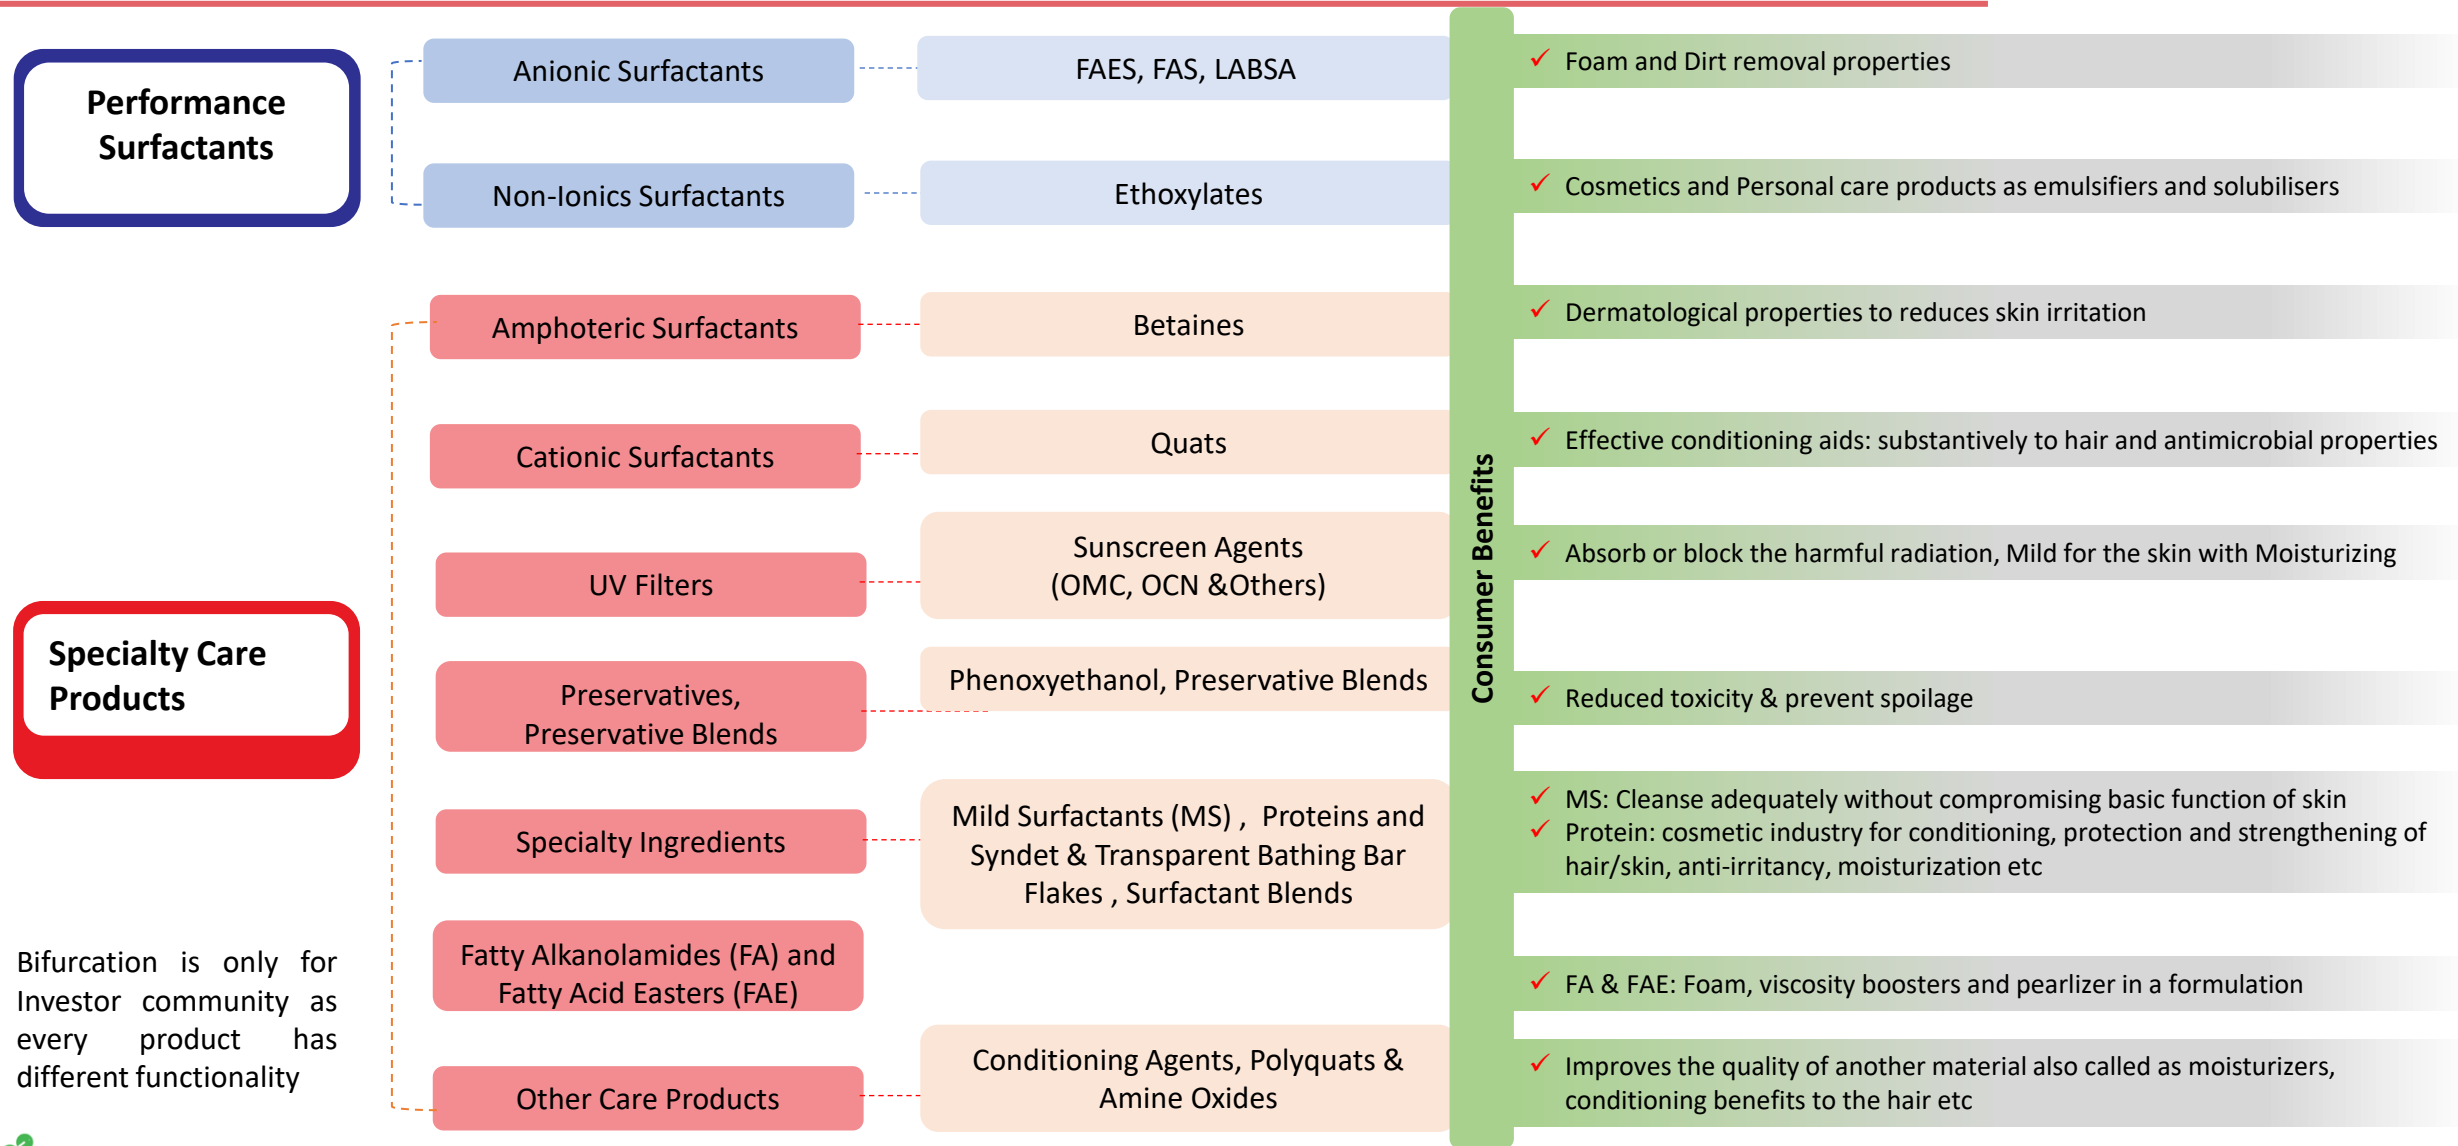 Performance
Surfactants
Anionic Surfactants
FAES, FAS, LABSA
Foam and Dirt removal properties
Non-Ionics Surfactants
Ethoxylates
Cosmetics and Personal care products as emulsifiers and solubilisers
Consumer Benefits
Specialty Care
Products
Amphoteric Surfactants
Betaines
Dermatological properties to reduces skin irritation
Cationic Surfactants
Quats
Effective conditioning aids: substantively to hair and antimicrobial properties
UV Filters
Sunscreen Agents
(OMC, OCN &Others)
Absorb or block the harmful radiation, Mild for the skin with Moisturizing
Preservatives,
Preservative Blends
Phenoxyethanol, Preservative Blends
Reduced toxicity & prevent spoilage
Specialty Ingredients
Mild Surfactants (MS) , Proteins and
Syndet & Transparent Bathing Bar
Flakes , Surfactant Blends
MS: Cleanse adequately without compromising basic function of skin
Protein: cosmetic industry for conditioning, protection and strengthening of
hair/skin, anti-irritancy, moisturization etc
Fatty Alkanolamides (FA) and
Fatty Acid Easters (FAE)
FA & FAE: Foam, viscosity boosters and pearlizer in a formulation
Other Care Products
Conditioning Agents, Polyquats &
Amine Oxides
Improves the quality of another material also called as moisturizers,
conditioning benefits to the hair etc
Bifurcation is only for
Investor community as
every product has
different functionality